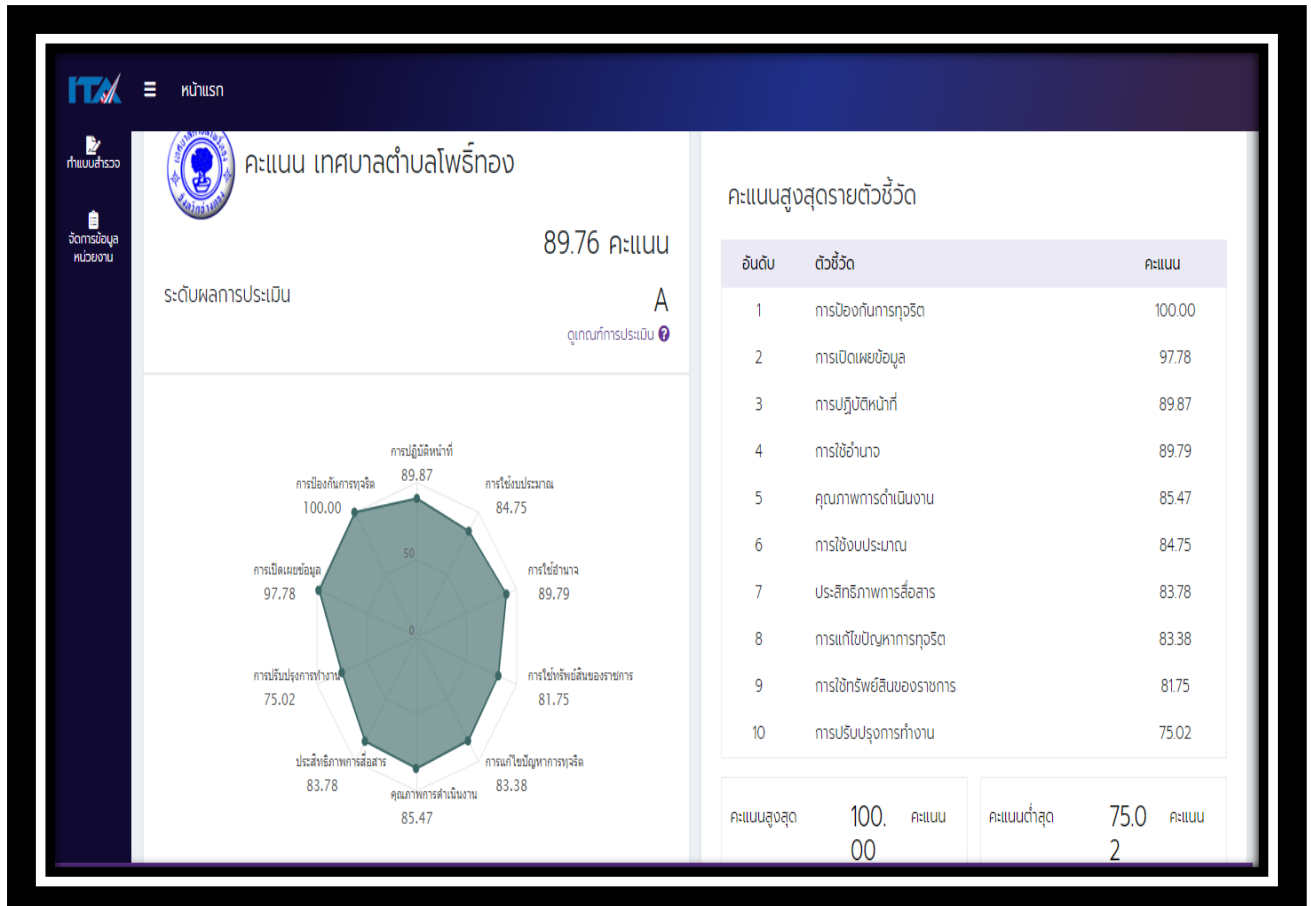 ITA
หน้าแรก
ทำแบบสำรวจ
จัดการข้อมูล
หน่วยงาน
คะแนน เทศบาลตำบลโพธิ์ทอง
89.76 คะแนน
ระดับผลการประเมิน
A
ดูเกณฑ์การประเมิน ?
การปฏิบัติหน้าที่
89.87
การป้องกันการทุจริต
100.00
การใช้งบประมาณ
84.75
50
การเปิดเผยข้อมูล
97.78
การใช้อำนาจ
89.79
0
การปรับปรุงการทำงาน
75.02
การใช้ทรัพย์สินของราชการ
81.75
ประสิทธิภาพการสื่อสาร
83.78
การแก้ไขปัญหาการทุจริต
83.38
คุณภาพการดำเนินงาน
85.47
คะแนนสูงสุดรายตัวชี้วัด
อันดับ ตัวชี้วัด คะแนน
1 การป้องกันการทุจริต 100.00
2 การเปิดเผยข้อมูล 97.78
3 การปฏิบัติหน้าที่ 89.87
4 การใช้อำนาจ 89.79
5 คุณภาพการดำเนินงาน 85.47
6 การใช้งบประมาณ 84.75
7 ประสิทธิภาพการสื่อสาร 83.78
8 การแก้ไขปัญหาการทุจริต 83.38
9 การใช้ทรัพย์สินของราชการ 81.75
10 การปรับปรุงการทำงาน 75.02
คะแนนสูงสุด 100. คะแนน
00
คะแนนต่ำสุด 75.0 คะแนน
2